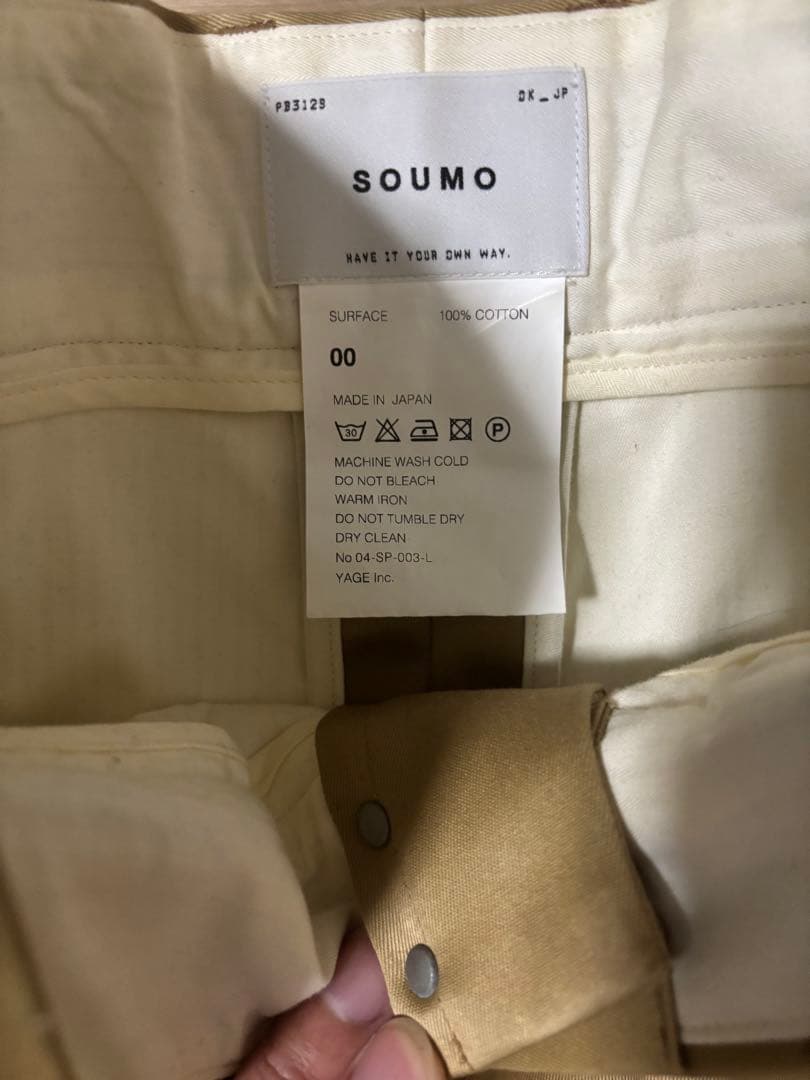 PB3129
OK_JP
SOUMO
HAVE IT YOUR OWN WAY.
SURFACE 100% COTTON
00
MADE IN JAPAN
30 P
MACHINE WASH COLD
DO NOT BLEACH
WARM IRON
DO NOT TUMBLE DRY
DRY CLEAN
No 04-SP-003-L
YAGE Inc.